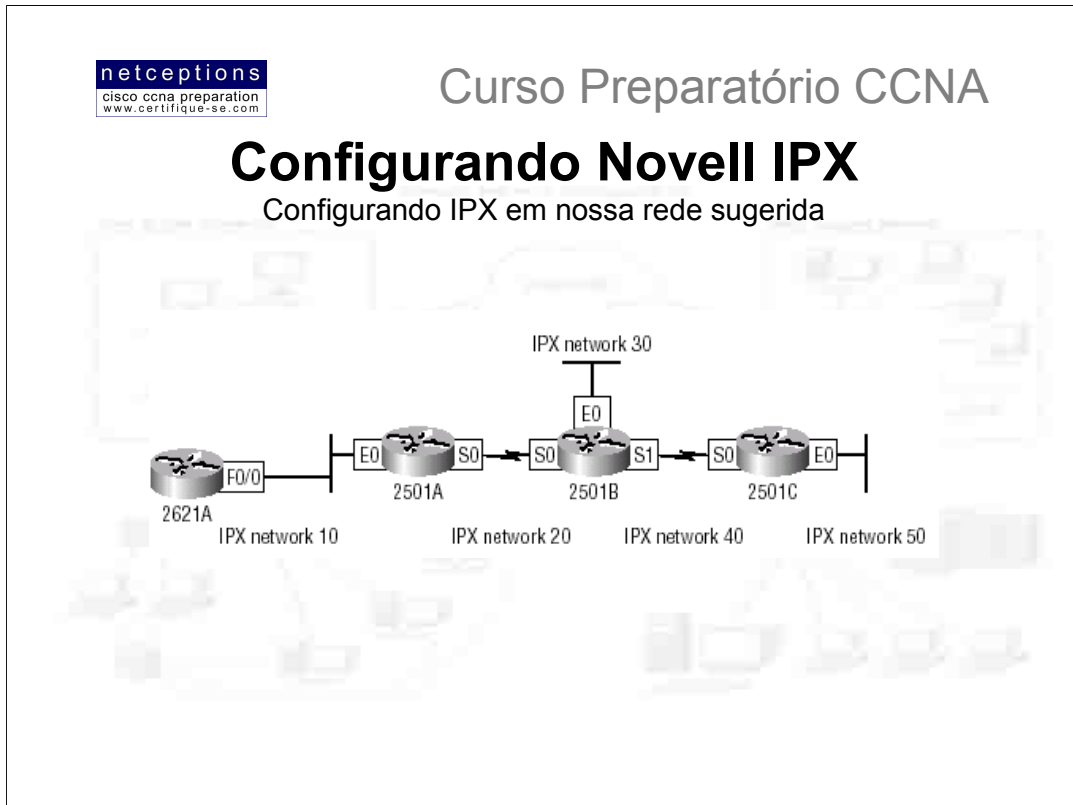 netceptions
cisco ccna preparation
www.certifique-se.com
Curso Preparatório CCNA
Configurando Novell IPX
Configurando IPX em nossa rede sugerida
IPX network 30
E0
F0/0
E0
S0
S0
S1
S0
E0
2621A
2501A
2501B
2501C
IPX network 10
IPX network 20
IPX network 40
IPX network 50